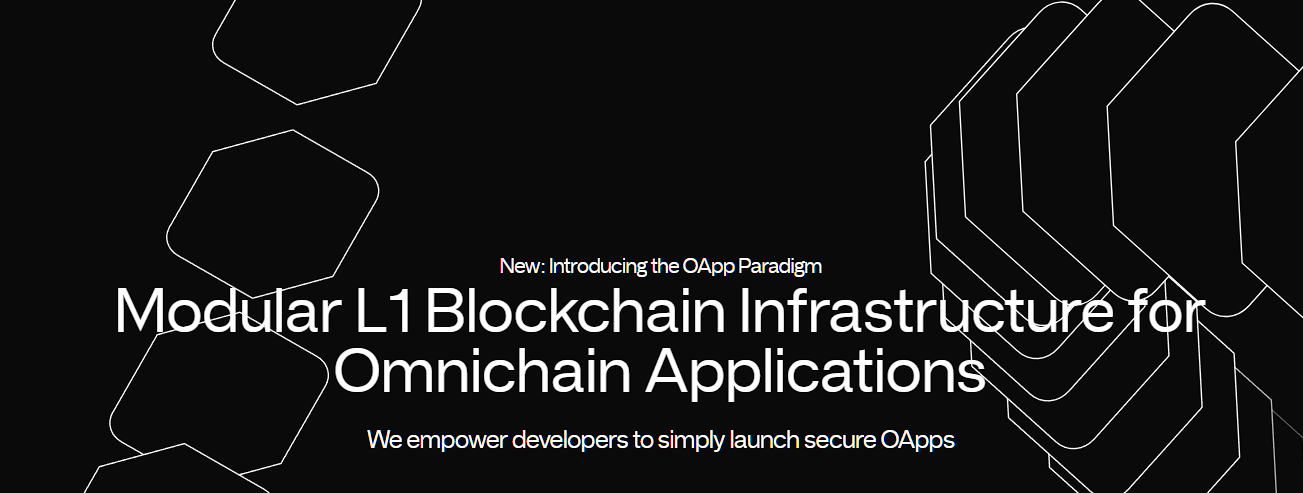 New: Introducing the OApp Paradigm
Modular L1 Blockchain Infrastructure for
Omnichain Applications
We empower developers to simply launch secure OApps